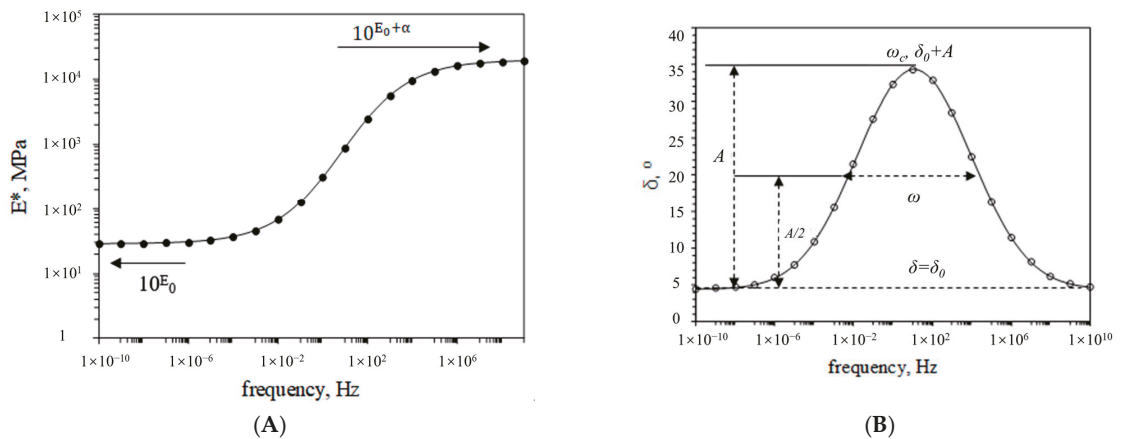 1×10⁵
1×10⁴
1×10³
1×10²
1×10¹
1
E*, MPa
10^{E₀+α}
10^{E₀}
1×10⁻¹⁰
1×10⁻⁶
1×10⁻²
1×10²
1×10⁶
frequency, Hz
(A)
40
35
30
25
20
15
10
5
0
δ, °
ω_c, δ₀+A
A
A/2
ω
δ=δ₀
1×10⁻¹⁰
1×10⁻⁶
1×10⁻²
1×10²
1×10⁶
1×10¹⁰
frequency, Hz
(B)